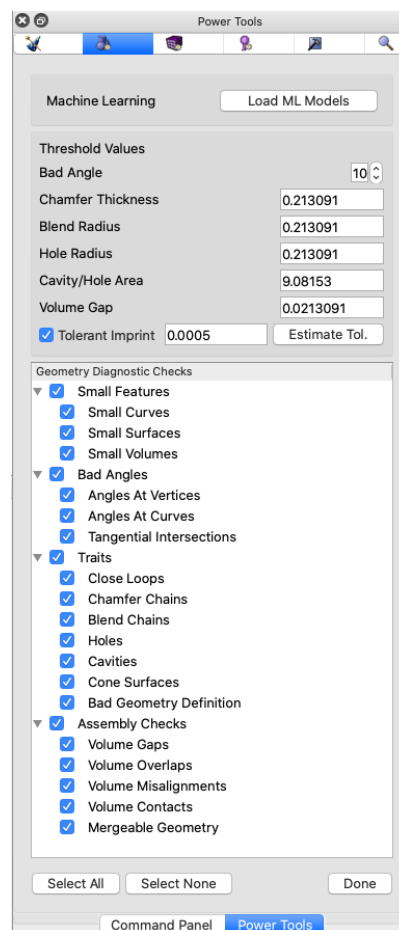 Power Tools
Machine Learning Load ML Models
Threshold Values
Bad Angle 10
Chamfer Thickness 0.213091
Blend Radius 0.213091
Hole Radius 0.213091
Cavity/Hole Area 9.08153
Volume Gap 0.0213091
Tolerant Imprint 0.0005 Estimate Tol.
Geometry Diagnostic Checks
Small Features
Small Curves
Small Surfaces
Small Volumes
Bad Angles
Angles At Vertices
Angles At Curves
Tangential Intersections
Traits
Close Loops
Chamfer Chains
Blend Chains
Holes
Cavities
Cone Surfaces
Bad Geometry Definition
Assembly Checks
Volume Gaps
Volume Overlaps
Volume Misalignments
Volume Contacts
Mergeable Geometry
Select All Select None Done
Command Panel Power Tools